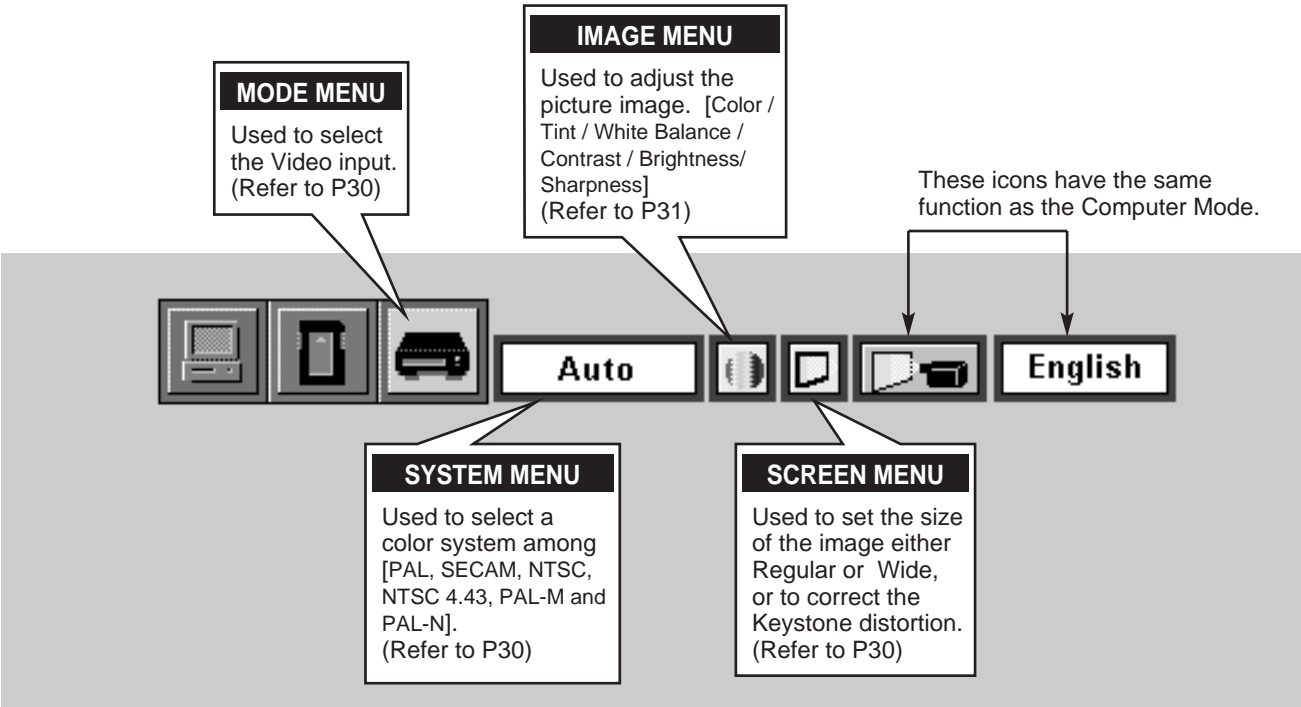 IMAGE MENU
Used to adjust the
picture image. [Color /
Tint / White Balance /
Contrast / Brightness/
Sharpness]
(Refer to P31)
MODE MENU
Used to select
the Video input.
(Refer to P30)
These icons have the same
function as the Computer Mode.
Auto
English
SYSTEM MENU
Used to select a
color system among
[PAL, SECAM, NTSC,
NTSC 4.43, PAL-M and
PAL-N].
(Refer to P30)
SCREEN MENU
Used to set the size
of the image either
Regular or Wide,
or to correct the
Keystone distortion.
(Refer to P30)